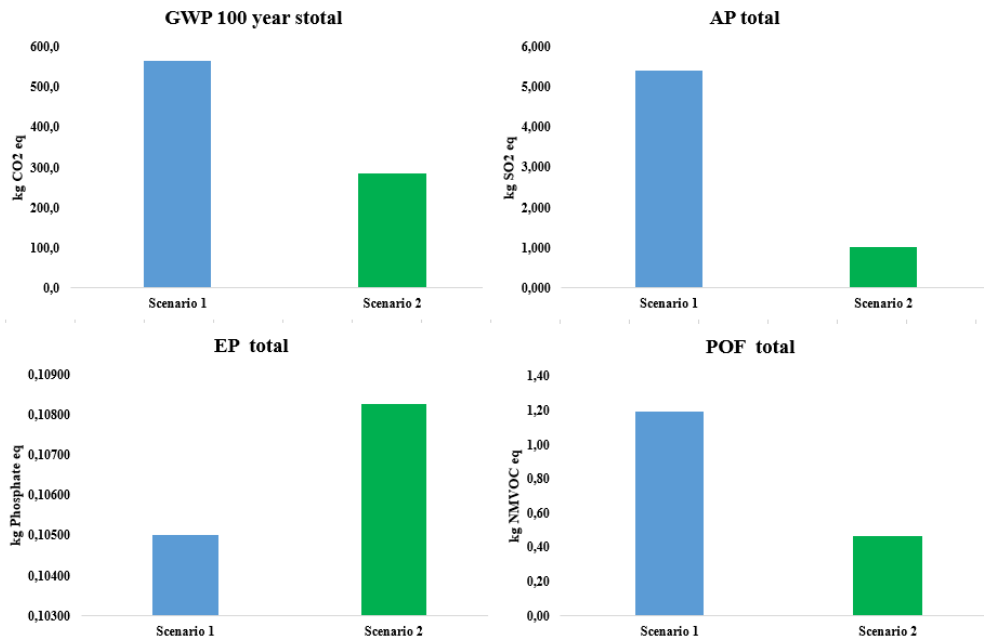 GWP 100 year stotal
600,0
500,0
400,0
300,0
200,0
100,0
0,0
kg CO2 eq
Scenario 1 Scenario 2
AP total
6,000
5,000
4,000
3,000
2,000
1,000
0,000
kg SO2 eq
Scenario 1 Scenario 2
EP total
0,10900
0,10800
0,10700
0,10600
0,10500
0,10400
0,10300
kg Phosphate eq
Scenario 1 Scenario 2
POF total
1,40
1,20
1,00
0,80
0,60
0,40
0,20
0,00
kg NMVOC eq
Scenario 1 Scenario 2